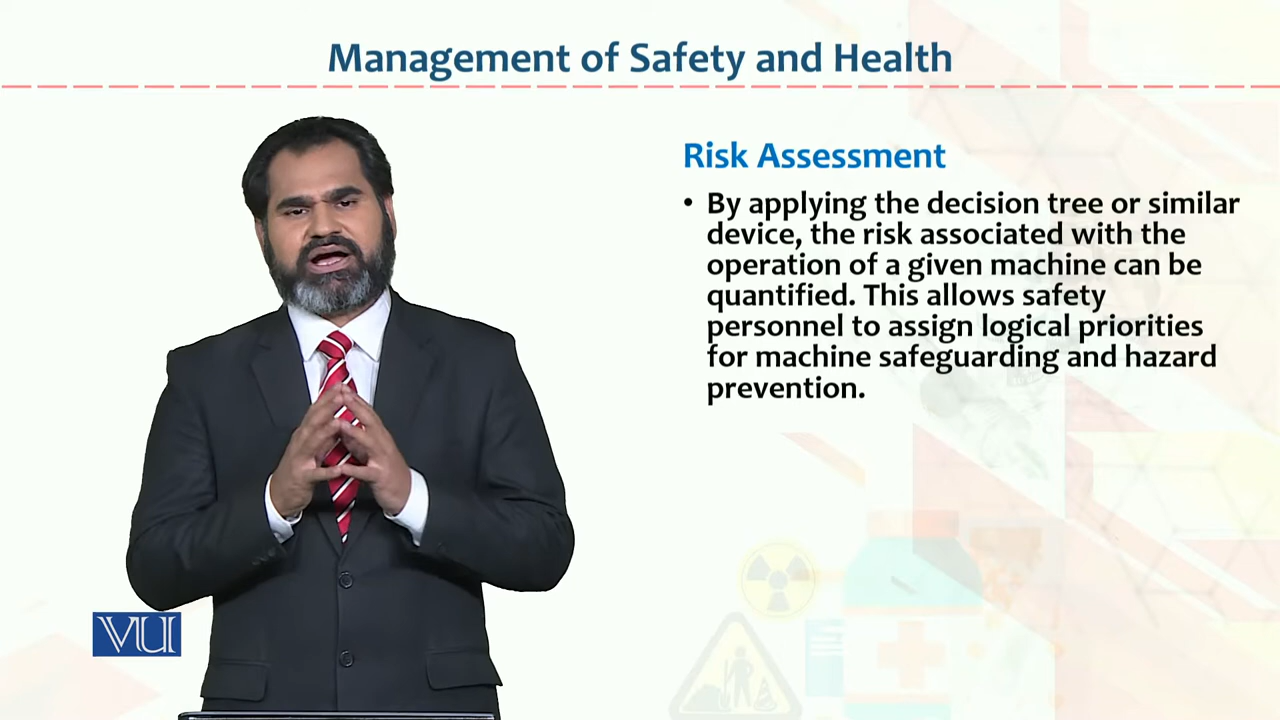 Management of Safety and Health
Risk Assessment
• By applying the decision tree or similar
device, the risk associated with the
operation of a given machine can be
quantified. This allows safety
personnel to assign logical priorities
for machine safeguarding and hazard
prevention.
VU